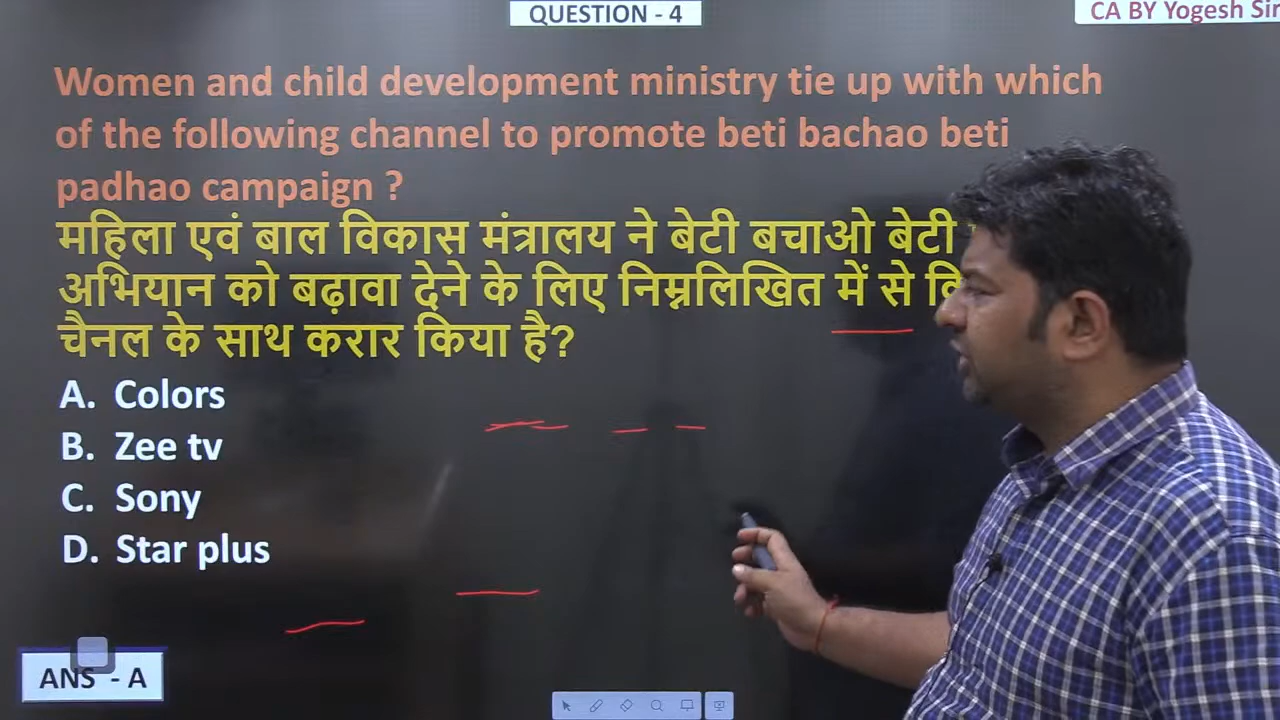 QUESTION - 4
CA BY Yogesh Sir
Women and child development ministry tie up with which
of the following channel to promote beti bachao beti
padhao campaign ?
महिला एवं बाल विकास मंत्रालय ने बेटी बचाओ बेटी
अभियान को बढ़ावा देने के लिए निम्नलिखित में से
चैनल के साथ करार किया है?
A. Colors
B. Zee tv
C. Sony
D. Star plus
ANS - A